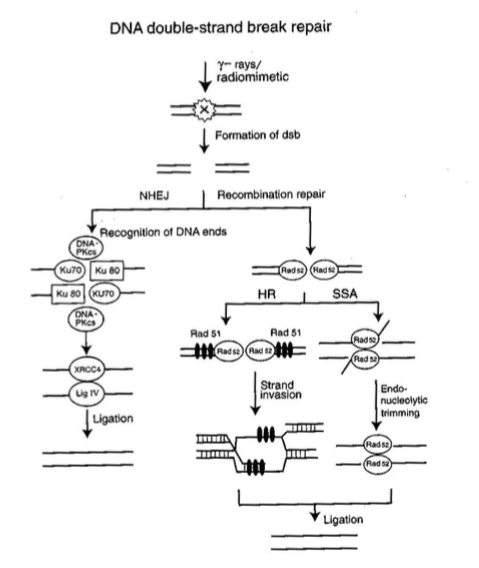 DNA double-strand break repair
γ- rays/
radiomimetic
Formation of dsb
NHEJ
Recombination repair
Recognition of DNA ends
DNA-
PKcs
Ku70
Ku 80
Ku 80
KU70
DNA-
PKcs
Rad 52
Rad 52
HR
SSA
XRCC4
Lig IV
Ligation
Rad 51
Rad 51
Rad 52
Rad 52
Rad 52
Rad 52
Strand
invasion
Endo-
nucleolytic
trimming
Rad 52
Rad 52
Ligation